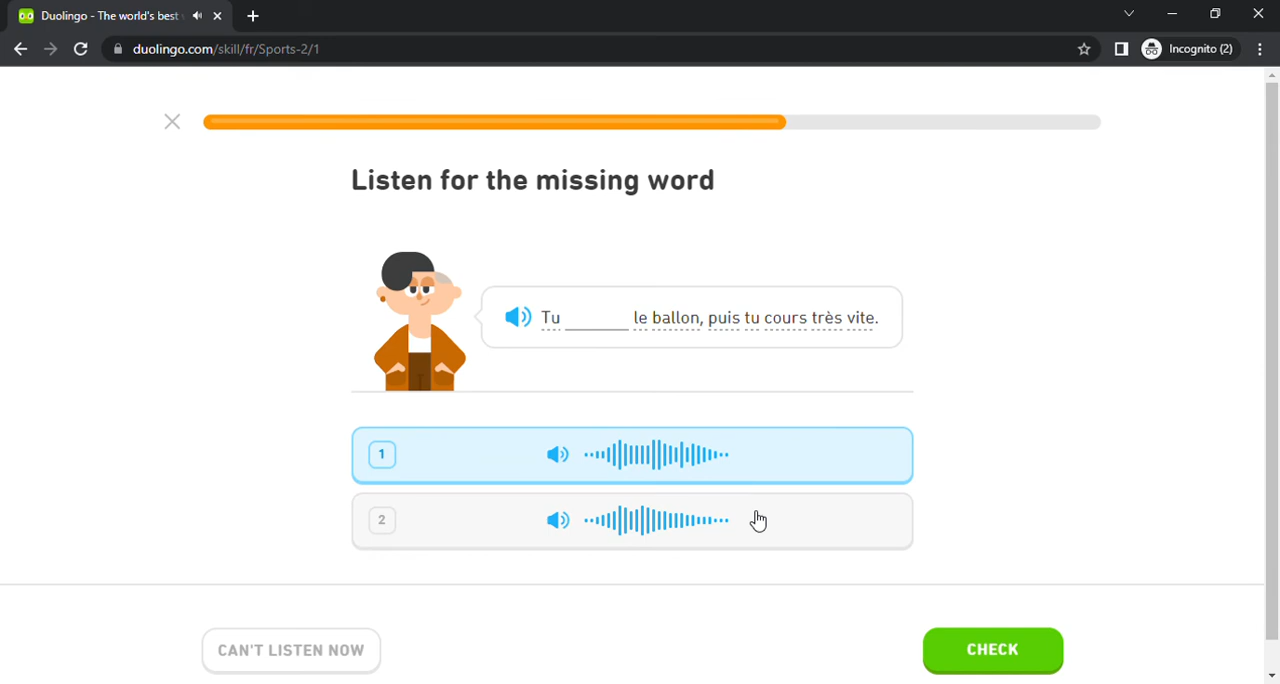 Duolingo - The world's best
duolingo.com/skill/fr/Sports-2/1
Incognito (2)
Listen for the missing word
Tu ______ le ballon, puis tu cours très vite.
1
2
CAN'T LISTEN NOW
CHECK